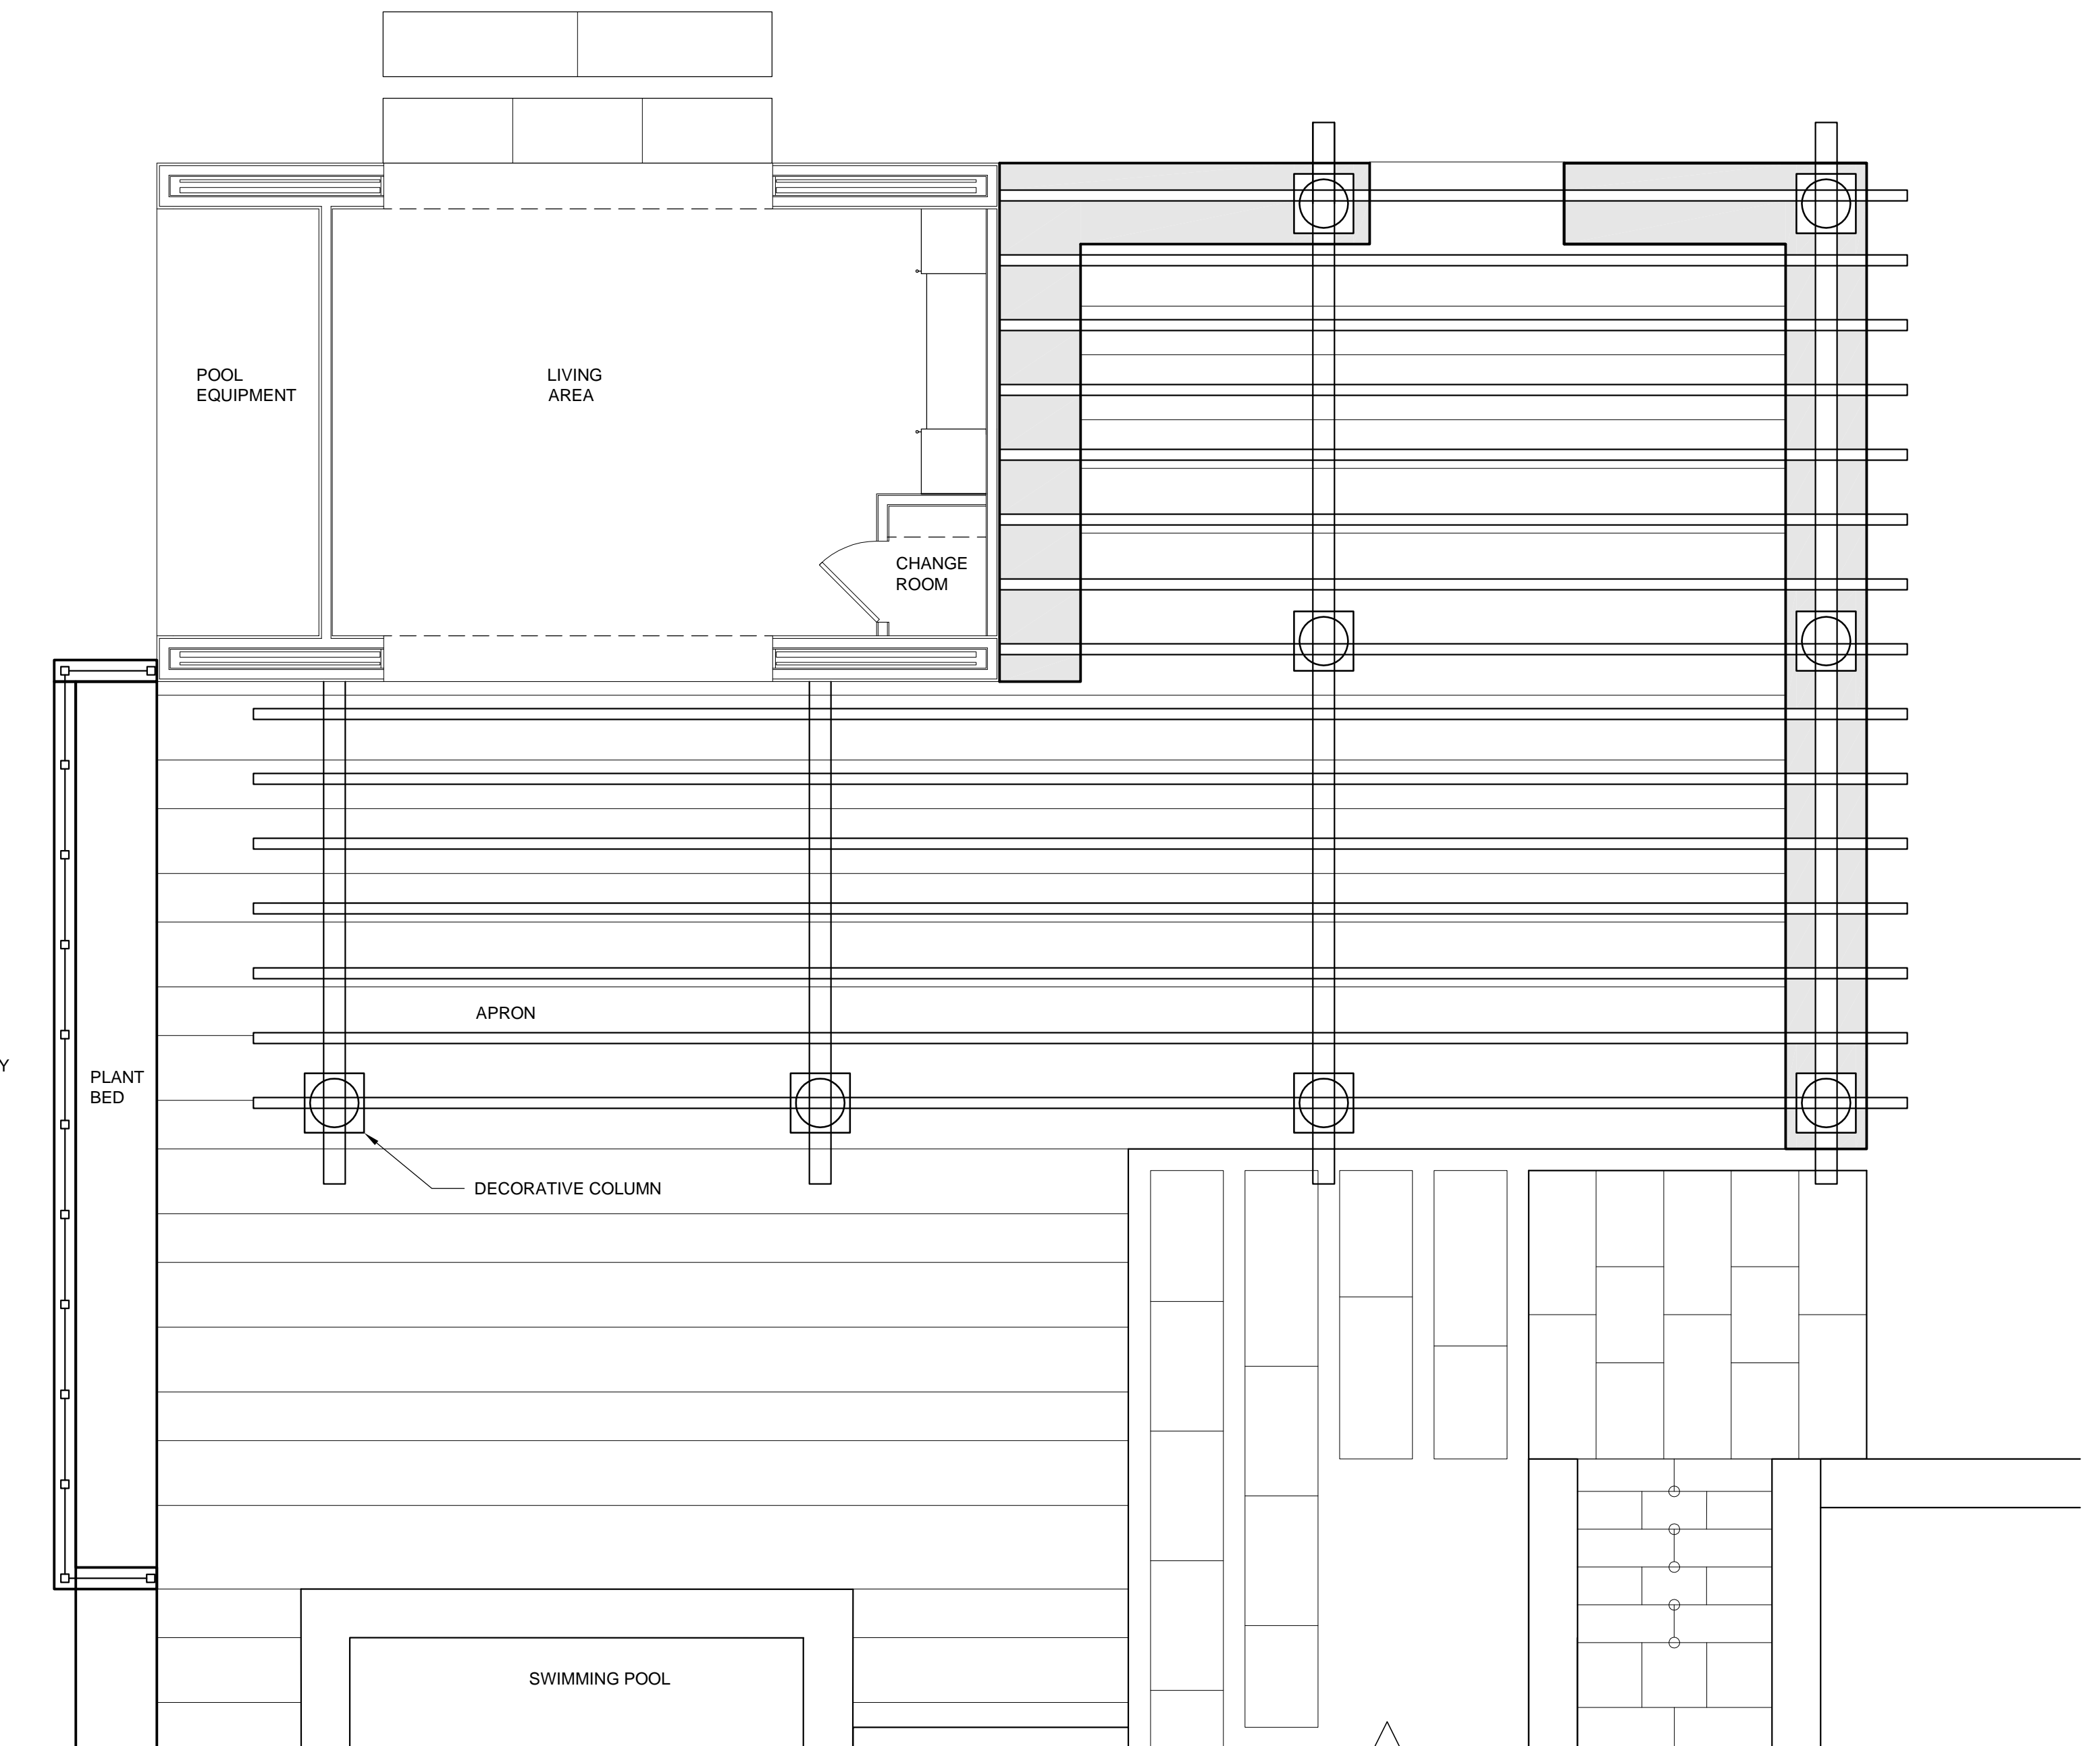 POOL
EQUIPMENT
LIVING
AREA
CHANGE
ROOM
APRON
Y
PLANT
BED
DECORATIVE COLUMN
SWIMMING POOL